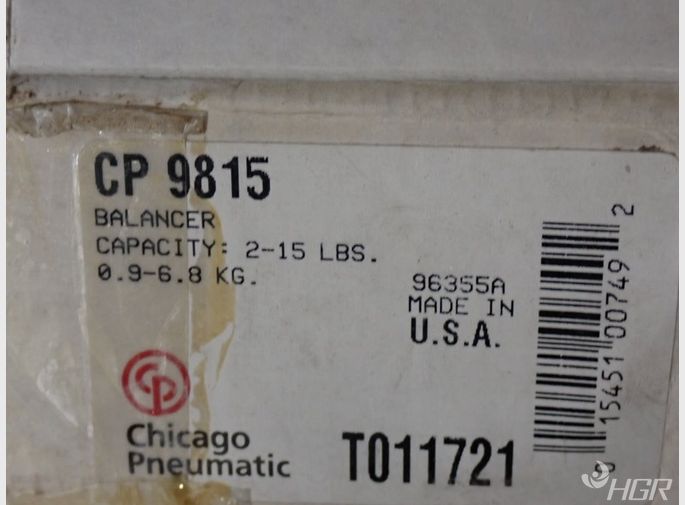 CP 9815
BALANCER
CAPACITY: 2-15 LBS.
0.9-6.8 KG.
96355A
MADE IN
U.S.A.
CP
Chicago
Pneumatic
T011721
15451 00749 2
HGR